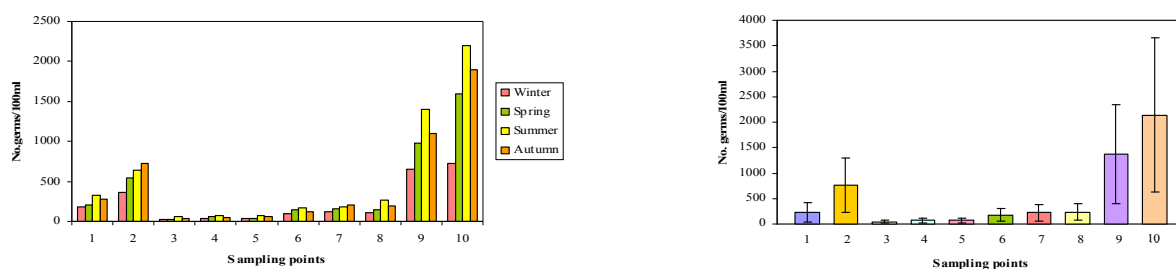 2500
2000
1500
1000
500
0
No.germs/100ml
1 2 3 4 5 6 7 8 9 10
Sampling points
Winter
Spring
Summer
Autumn
4000
3500
3000
2500
2000
1500
1000
500
0
No. germs/100ml
1 2 3 4 5 6 7 8 9 10
Sampling points